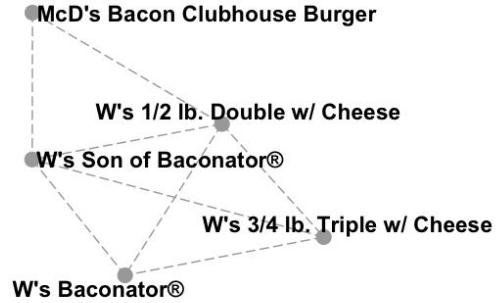 McD's Bacon Clubhouse Burger
W's 1/2 lb. Double w/ Cheese
W's Son of Baconator®
W's 3/4 lb. Triple w/ Cheese
W's Baconator®